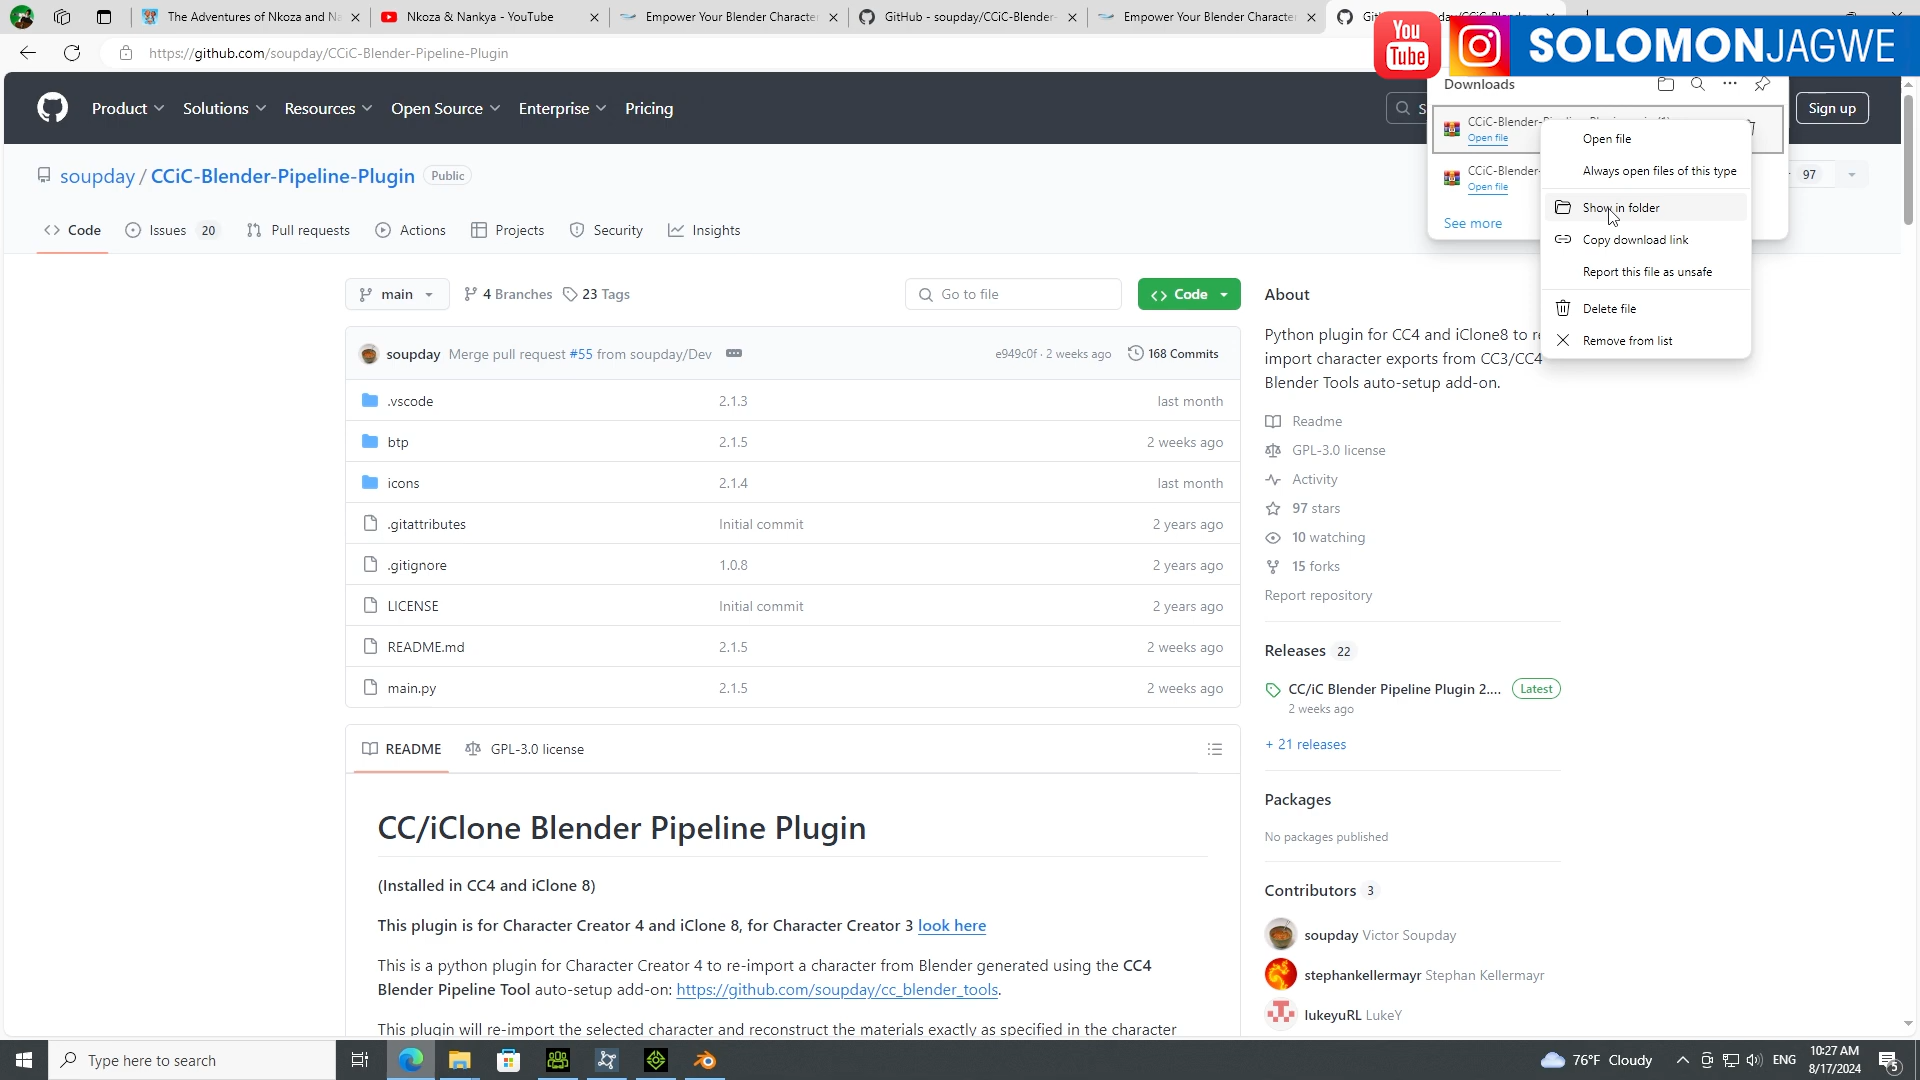 The Adventures of Nkoza and Na
Nkoza & Nankya - YouTube
Empower Your Blender Character
GitHub - soupday/CCiC-Blender-
Empower Your Blender Character
https://github.com/soupday/CCiC-Blender-Pipeline-Plugin
You
Tube
SOLOMONJAGWE
Product
Solutions
Resources
Open Source
Enterprise
Pricing
Sign up
Downloads
CCiC-Blender-
Open file
CCiC-Blender-
Open file
See more
Open file
Always open files of this type
Show in folder
Copy download link
Report this file as unsafe
Delete file
Remove from list
soupday / CCiC-Blender-Pipeline-Plugin Public
97
Code
Issues 20
Pull requests
Actions
Projects
Security
Insights
main
4 Branches
23 Tags
Go to file
Code
soupday Merge pull request #55 from soupday/Dev
e949c0f · 2 weeks ago
168 Commits
.vscode 2.1.3 last month
btp 2.1.5 2 weeks ago
icons 2.1.4 last month
.gitattributes Initial commit 2 years ago
.gitignore 1.0.8 2 years ago
LICENSE Initial commit 2 years ago
README.md 2.1.5 2 weeks ago
main.py 2.1.5 2 weeks ago
README
GPL-3.0 license
CC/iClone Blender Pipeline Plugin
(Installed in CC4 and iClone 8)
This plugin is for Character Creator 4 and iClone 8, for Character Creator 3 look here
This is a python plugin for Character Creator 4 to re-import a character from Blender generated using the CC4
Blender Pipeline Tool auto-setup add-on: https://github.com/soupday/cc_blender_tools.
This plugin will re-import the selected character and reconstruct the materials exactly as specified in the character
About
Python plugin for CC4 and iClone8 to re
import character exports from CC3/CC4
Blender Tools auto-setup add-on.
Readme
GPL-3.0 license
Activity
97 stars
10 watching
15 forks
Report repository
Releases 22
CC/iC Blender Pipeline Plugin 2.... Latest
2 weeks ago
+ 21 releases
Packages
No packages published
Contributors 3
soupday Victor Soupday
stephankellermayr Stephan Kellermayr
lukeyuRL LukeY
Type here to search
76°F Cloudy
ENG
10:27 AM
8/17/2024
5